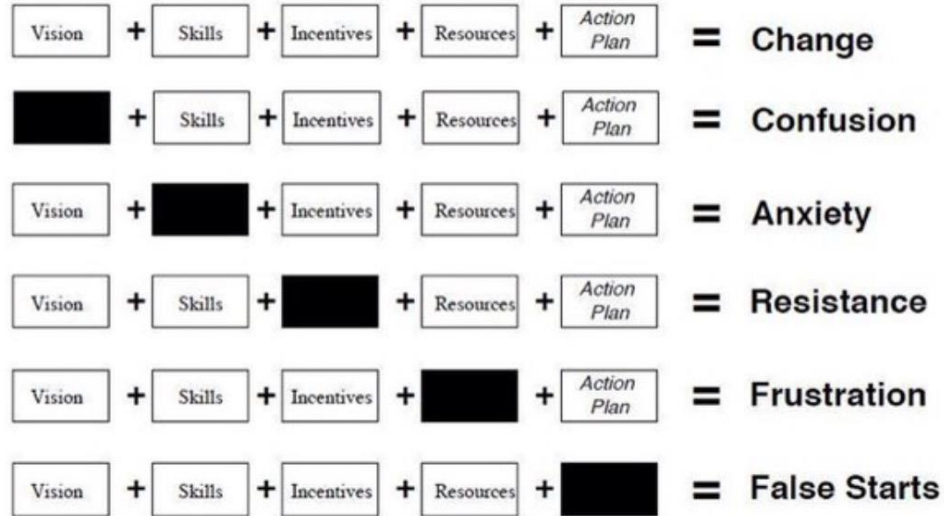 Vision + Skills + Incentives + Resources + Action Plan = Change
+ Skills + Incentives + Resources + Action Plan = Confusion
Vision + + Incentives + Resources + Action Plan = Anxiety
Vision + Skills + + Resources + Action Plan = Resistance
Vision + Skills + Incentives + + Action Plan = Frustration
Vision + Skills + Incentives + Resources + = False Starts